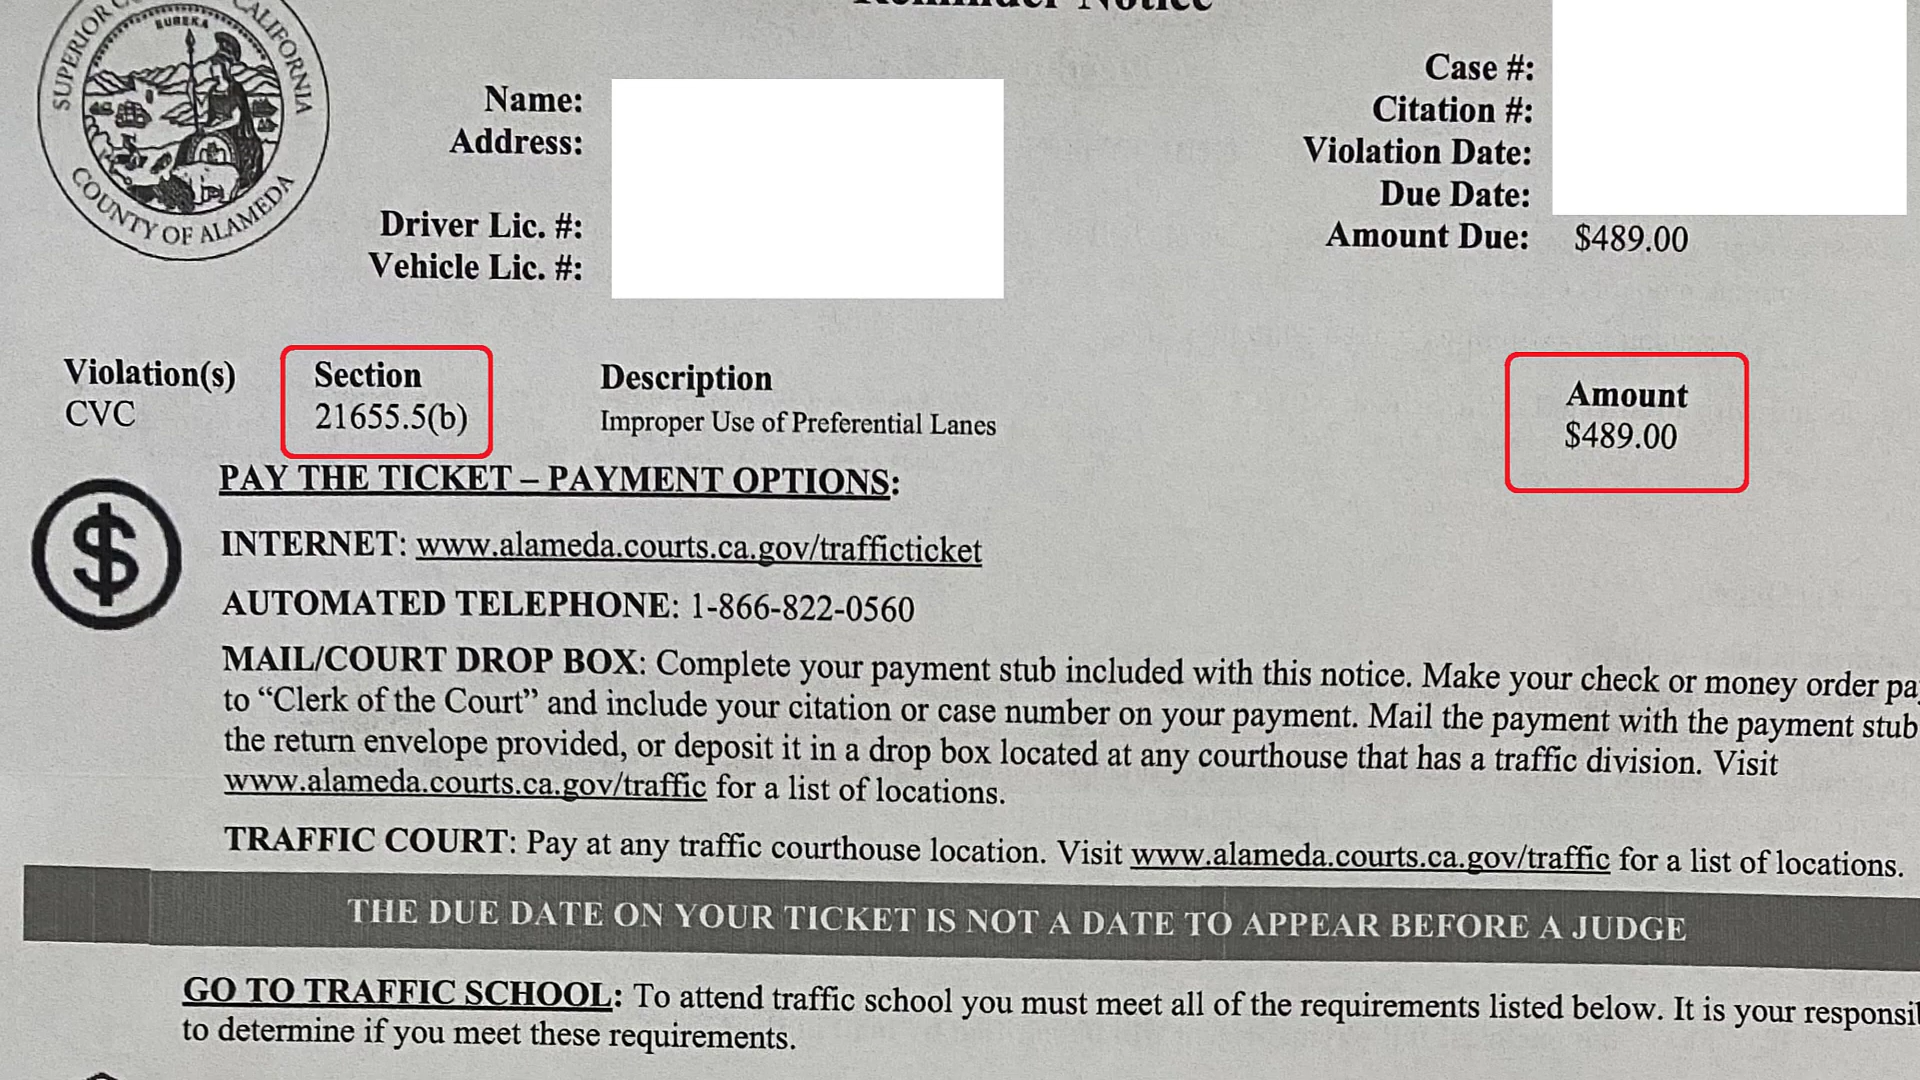 Reminder Notice
SUPERIOR CALIFORNIA
EUREKA
COUNTY OF ALAMEDA
Name:
Address:
Driver Lic. #:
Vehicle Lic. #:
Case #:
Citation #:
Violation Date:
Due Date:
Amount Due: $489.00
Violation(s) Section Description Amount
CVC 21655.5(b) Improper Use of Preferential Lanes $489.00
PAY THE TICKET – PAYMENT OPTIONS:
$
INTERNET: www.alameda.courts.ca.gov/trafficticket
AUTOMATED TELEPHONE: 1-866-822-0560
MAIL/COURT DROP BOX: Complete your payment stub included with this notice. Make your check or money order pa
to “Clerk of the Court” and include your citation or case number on your payment. Mail the payment with the payment stub
the return envelope provided, or deposit it in a drop box located at any courthouse that has a traffic division. Visit
www.alameda.courts.ca.gov/traffic for a list of locations.
TRAFFIC COURT: Pay at any traffic courthouse location. Visit www.alameda.courts.ca.gov/traffic for a list of locations.
THE DUE DATE ON YOUR TICKET IS NOT A DATE TO APPEAR BEFORE A JUDGE
GO TO TRAFFIC SCHOOL: To attend traffic school you must meet all of the requirements listed below. It is your responsi
to determine if you meet these requirements.